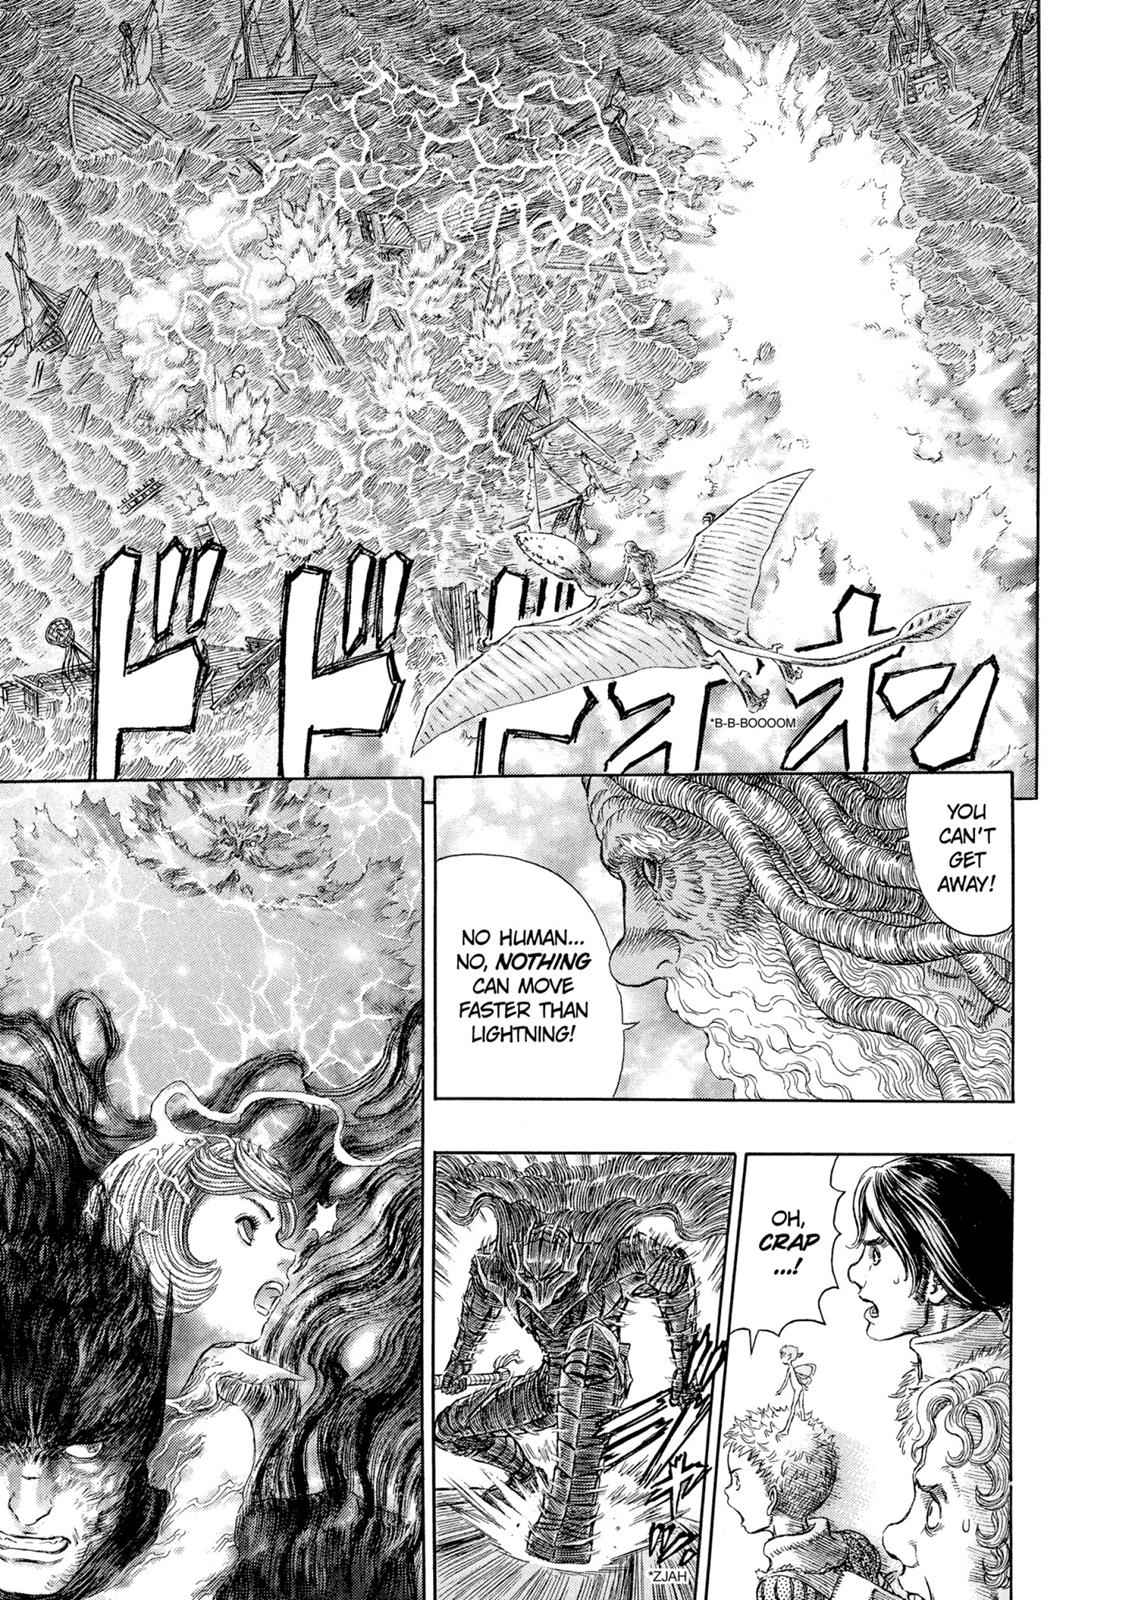 ドドドォオン
*B-B-BOOOOM
YOU
CAN'T
GET
AWAY!
NO HUMAN...
NO, NOTHING
CAN MOVE
FASTER THAN
LIGHTNING!
OH,
CRAP
...!
*ZJAH